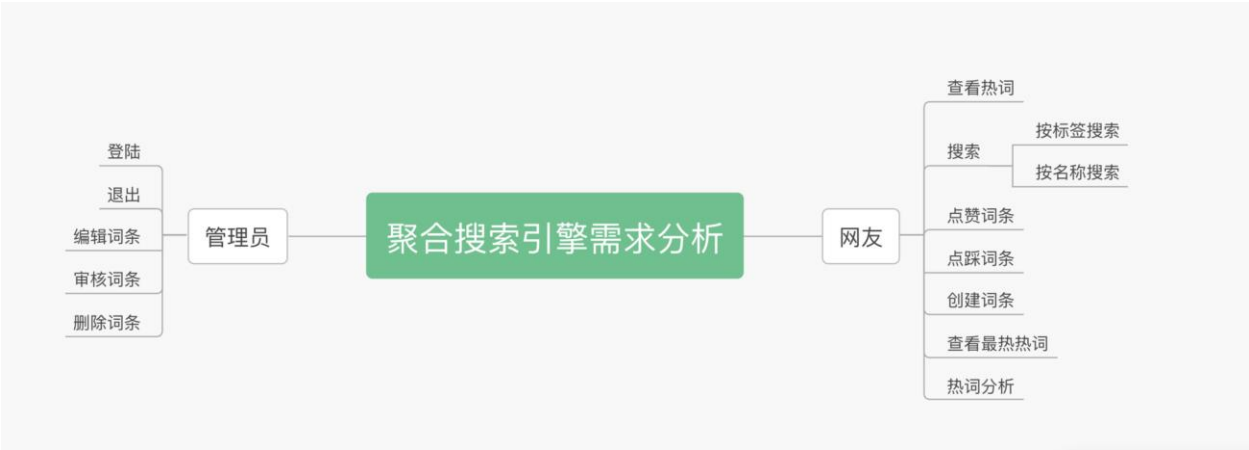 聚合搜索引擎需求分析
管理员
登陆
退出
编辑词条
审核词条
删除词条
网友
查看热词
搜索
按标签搜索
按名称搜索
点赞词条
点踩词条
创建词条
查看最热热词
热词分析